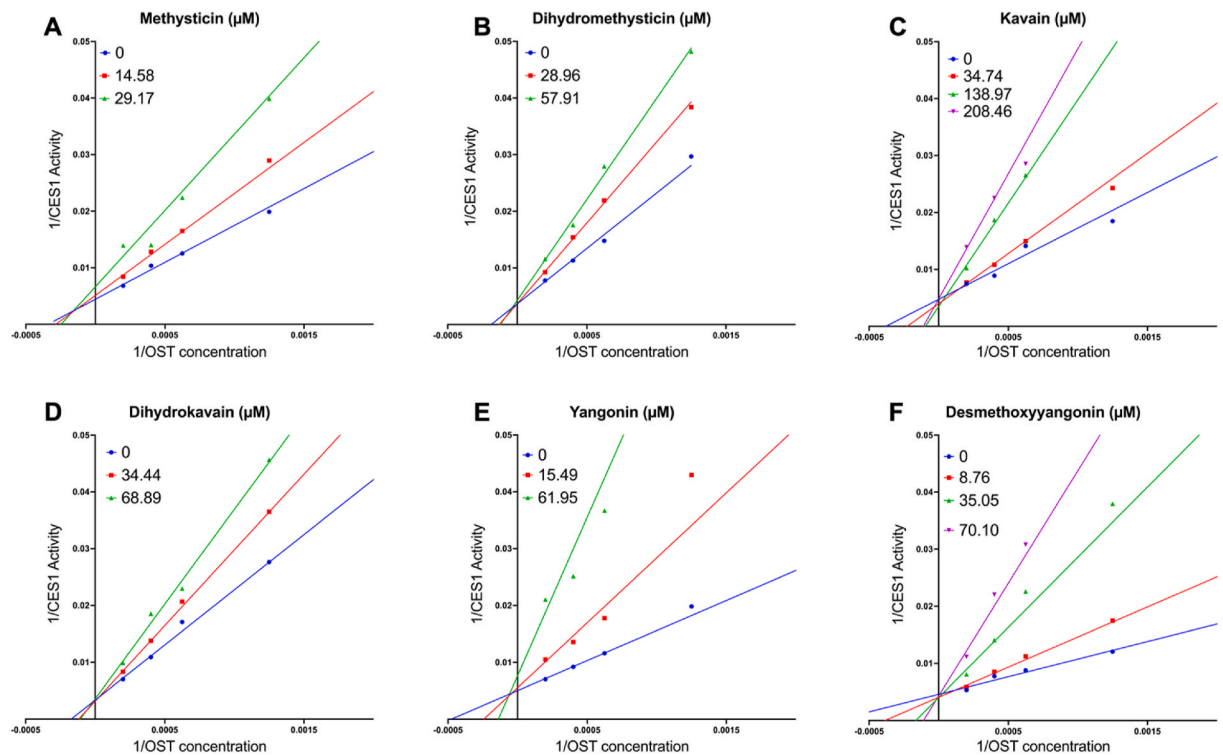 A
Methysticin (µM)
0.05
0.04
0.03
0.02
0.01
0
14.58
29.17
1/CES1 Activity
-0.0005
0.0005
0.0015
1/OST concentration
B
Dihydromethysticin (µM)
0.05
0.04
0.03
0.02
0.01
0
28.96
57.91
1/CES1 Activity
-0.0005
0.0005
0.0015
1/OST concentration
C
Kavain (µM)
0.05
0.04
0.03
0.02
0.01
0
34.74
138.97
208.46
1/CES1 Activity
-0.0005
0.0005
0.0015
1/OST concentration
D
Dihydrokavain (µM)
0.05
0.04
0.03
0.02
0.01
0
34.44
68.89
1/CES1 Activity
-0.0005
0.0005
0.0015
1/OST concentration
E
Yangonin (µM)
0.05
0.04
0.03
0.02
0.01
0
15.49
61.95
1/CES1 Activity
-0.0005
0.0005
0.0015
1/OST concentration
F
Desmethoxyyangonin (µM)
0.05
0.04
0.03
0.02
0.01
0
8.76
35.05
70.10
1/CES1 Activity
-0.0005
0.0005
0.0015
1/OST concentration